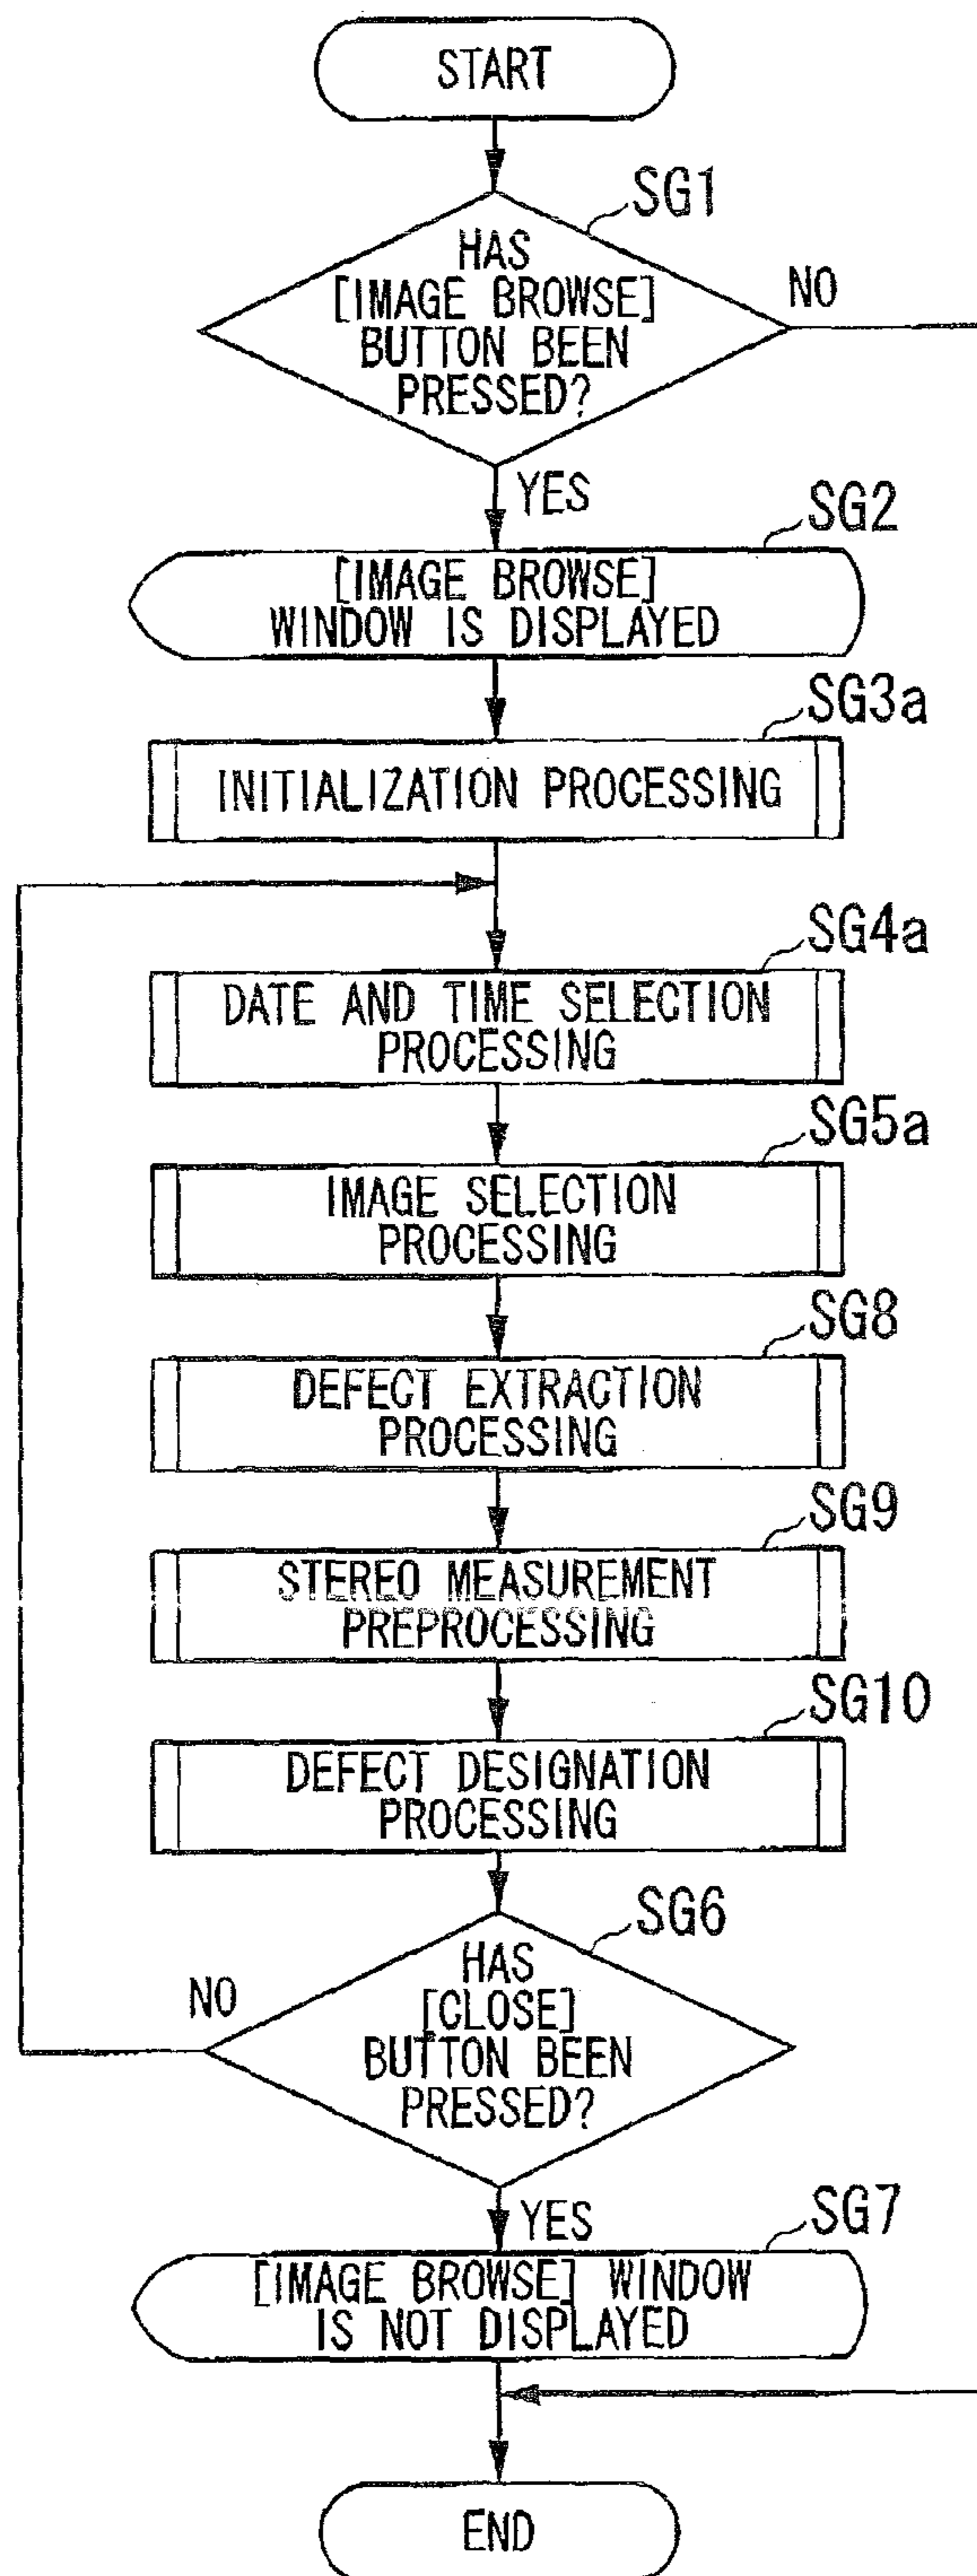 START
SG1
HAS
[IMAGE BROWSE]
BUTTON BEEN
PRESSED?
NO
YES
SG2
[IMAGE BROWSE]
WINDOW IS DISPLAYED
SG3a
INITIALIZATION PROCESSING
SG4a
DATE AND TIME SELECTION
PROCESSING
SG5a
IMAGE SELECTION
PROCESSING
SG8
DEFECT EXTRACTION
PROCESSING
SG9
STEREO MEASUREMENT
PREPROCESSING
SG10
DEFECT DESIGNATION
PROCESSING
SG6
HAS
[CLOSE]
BUTTON BEEN
PRESSED?
NO
YES
SG7
[IMAGE BROWSE] WINDOW
IS NOT DISPLAYED
END